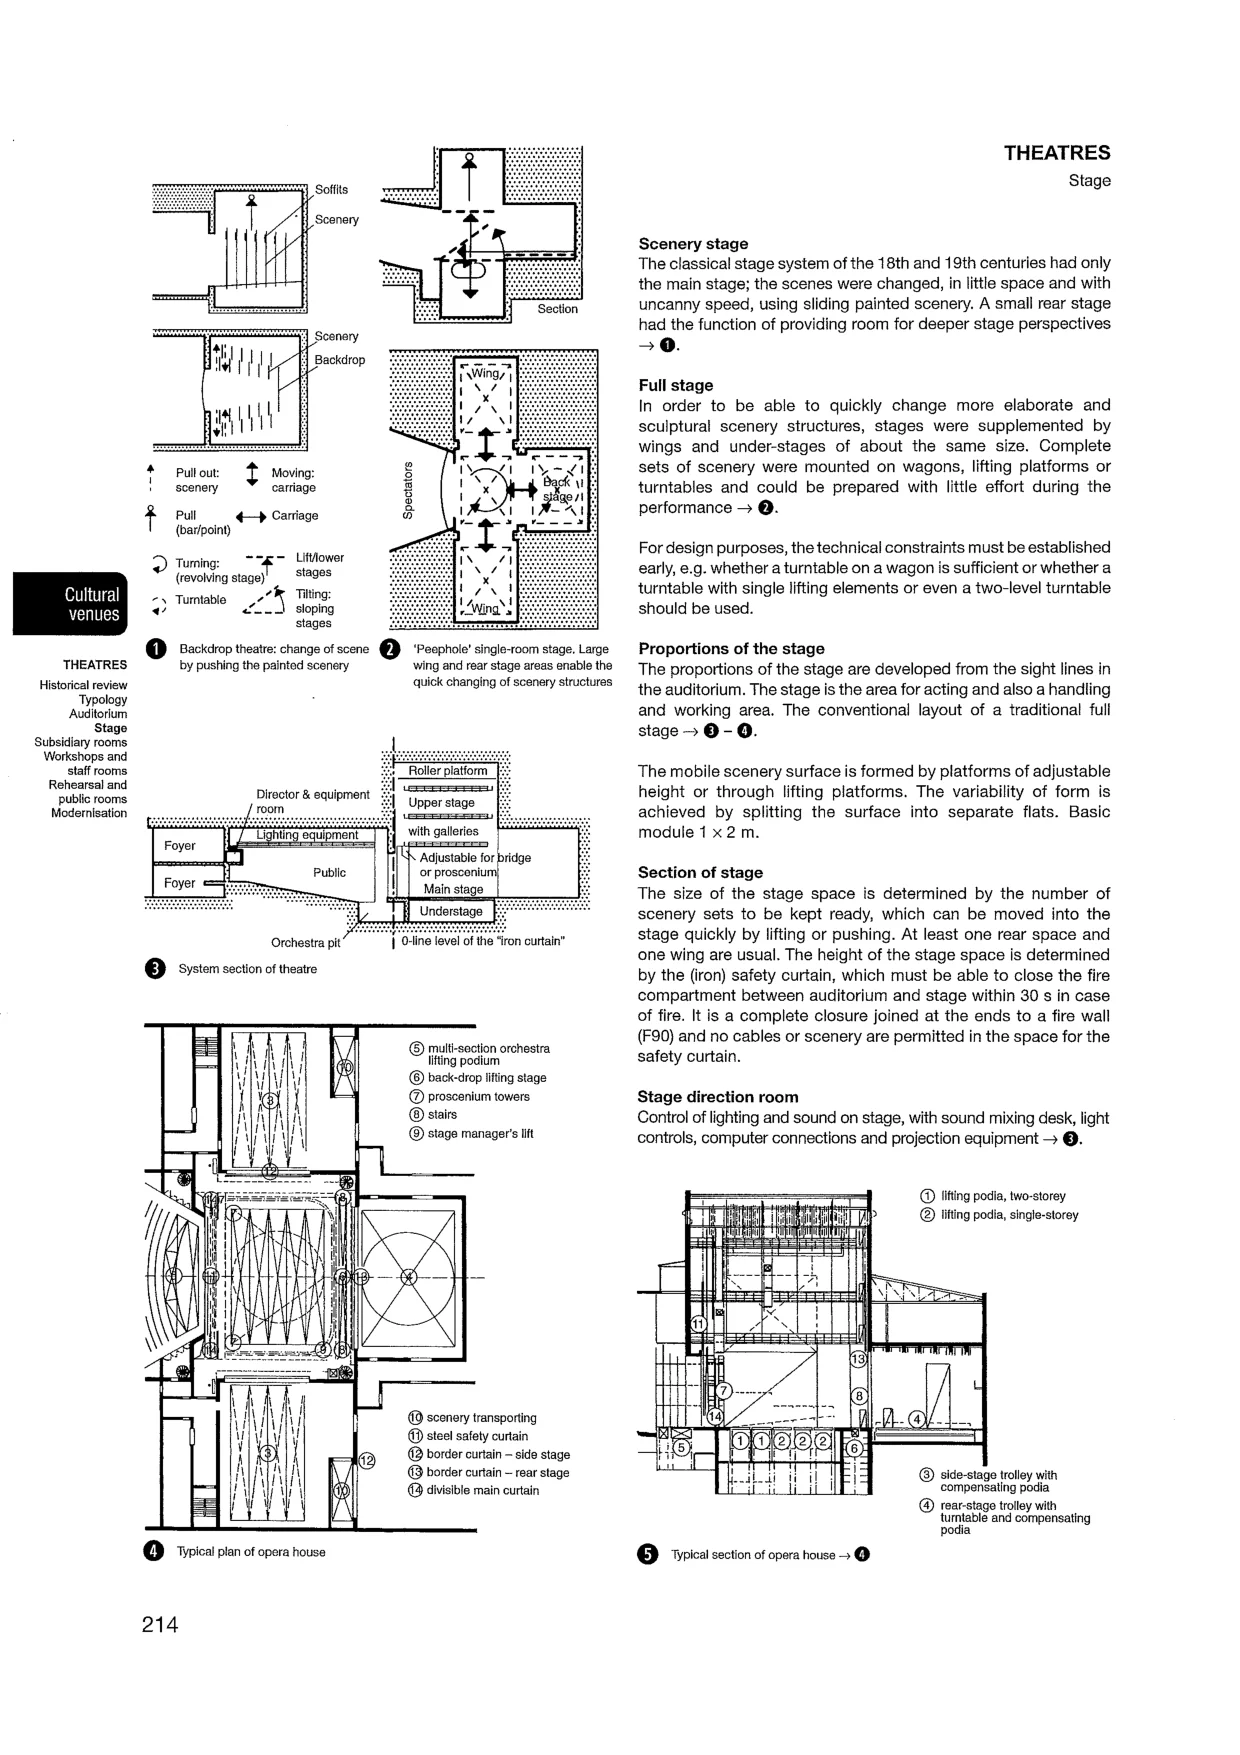 THEATRES
Stage
Soffits
Scenery
Section
Scenery
Backdrop
Wing
Spectators
Back
stage
Wing
Pull out:
scenery
Moving:
carriage
Pull
(bar/point)
Carriage
Turning:
(revolving stage)
Lift/lower
stages
Turntable
Tilting:
sloping
stages
1 Backdrop theatre: change of scene
by pushing the painted scenery
2 'Peephole' single-room stage. Large
wing and rear stage areas enable the
quick changing of scenery structures
Cultural
venues
THEATRES
Historical review
Typology
Auditorium
Stage
Subsidiary rooms
Workshops and
staff rooms
Rehearsal and
public rooms
Modernisation
Roller platform
Director & equipment
room
Upper stage
Lighting equipment
with galleries
Foyer
Adjustable for bridge
or proscenium
Public
Foyer
Main stage
Understage
Orchestra pit
0-line level of the "iron curtain"
3 System section of theatre
⑤ multi-section orchestra
lifting podium
⑥ back-drop lifting stage
⑦ proscenium towers
⑧ stairs
⑨ stage manager's lift
⑩ scenery transporting
⑪ steel safety curtain
⑫ border curtain – side stage
⑬ border curtain – rear stage
⑭ divisible main curtain
4 Typical plan of opera house
Scenery stage
The classical stage system of the 18th and 19th centuries had only
the main stage; the scenes were changed, in little space and with
uncanny speed, using sliding painted scenery. A small rear stage
had the function of providing room for deeper stage perspectives
→ 1.
Full stage
In order to be able to quickly change more elaborate and
sculptural scenery structures, stages were supplemented by
wings and under-stages of about the same size. Complete
sets of scenery were mounted on wagons, lifting platforms or
turntables and could be prepared with little effort during the
performance → 2.
For design purposes, the technical constraints must be established
early, e.g. whether a turntable on a wagon is sufficient or whether a
turntable with single lifting elements or even a two-level turntable
should be used.
Proportions of the stage
The proportions of the stage are developed from the sight lines in
the auditorium. The stage is the area for acting and also a handling
and working area. The conventional layout of a traditional full
stage → 3 – 4.
The mobile scenery surface is formed by platforms of adjustable
height or through lifting platforms. The variability of form is
achieved by splitting the surface into separate flats. Basic
module 1 × 2 m.
Section of stage
The size of the stage space is determined by the number of
scenery sets to be kept ready, which can be moved into the
stage quickly by lifting or pushing. At least one rear space and
one wing are usual. The height of the stage space is determined
by the (iron) safety curtain, which must be able to close the fire
compartment between auditorium and stage within 30 s in case
of fire. It is a complete closure joined at the ends to a fire wall
(F90) and no cables or scenery are permitted in the space for the
safety curtain.
Stage direction room
Control of lighting and sound on stage, with sound mixing desk, light
controls, computer connections and projection equipment → 3.
① lifting podia, two-storey
② lifting podia, single-storey
③ side-stage trolley with
compensating podia
④ rear-stage trolley with
turntable and compensating
podia
5 Typical section of opera house → 4
214